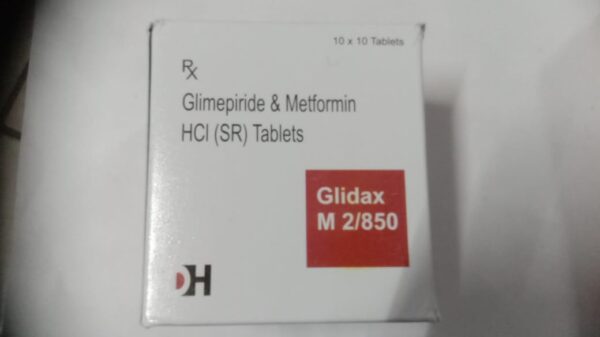 10 x 10 Tablets
Rx
Glimepiride & Metformin
HCl (SR) Tablets
Glidax
M 2/850
DH